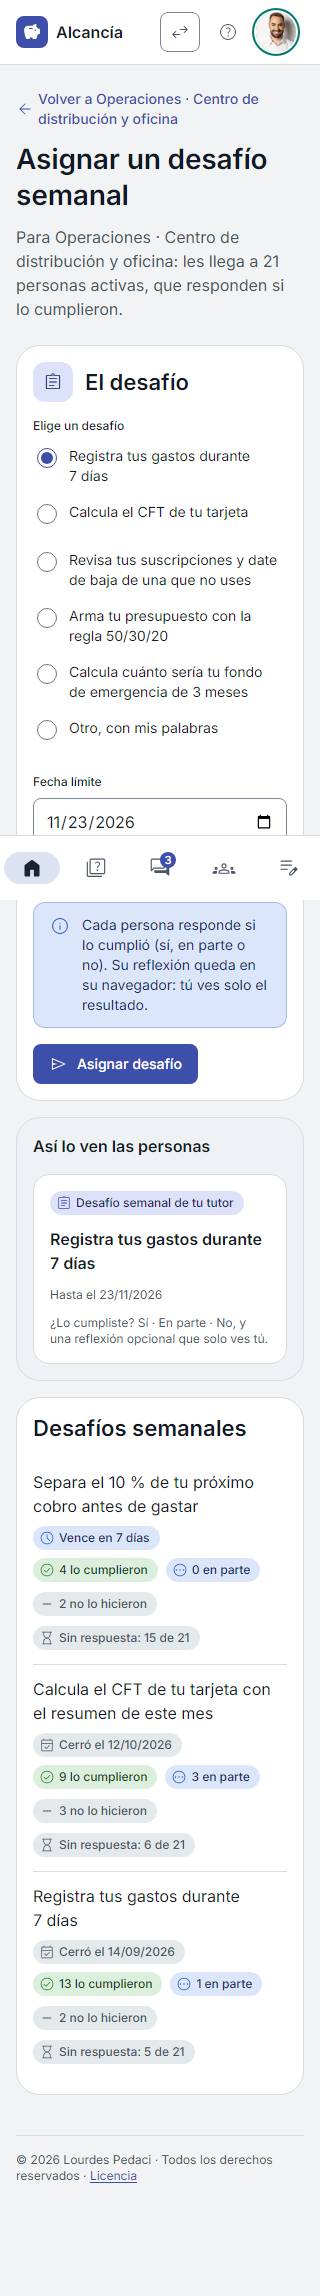 Alcancía
Volver a Operaciones · Centro de
distribución y oficina
Asignar un desafío
semanal
Para Operaciones · Centro de
distribución y oficina: les llega a 21
personas activas, que responden si
lo cumplieron.
El desafío
Elige un desafío
Registra tus gastos durante
7 días
Calcula el CFT de tu tarjeta
Revisa tus suscripciones y date
de baja de una que no uses
Arma tu presupuesto con la
regla 50/30/20
Calcula cuánto sería tu fondo
de emergencia de 3 meses
Otro, con mis palabras
Fecha límite
11/23/2026
3
Cada persona responde si
lo cumplió (sí, en parte o
no). Su reflexión queda en
su navegador: tú ves solo el
resultado.
Asignar desafío
Así lo ven las personas
Desafío semanal de tu tutor
Registra tus gastos durante
7 días
Hasta el 23/11/2026
¿Lo cumpliste? Sí · En parte · No, y
una reflexión opcional que solo ves tú.
Desafíos semanales
Separa el 10 % de tu próximo
cobro antes de gastar
Vence en 7 días
4 lo cumplieron
0 en parte
2 no lo hicieron
Sin respuesta: 15 de 21
Calcula el CFT de tu tarjeta con
el resumen de este mes
Cerró el 12/10/2026
9 lo cumplieron
3 en parte
3 no lo hicieron
Sin respuesta: 6 de 21
Registra tus gastos durante
7 días
Cerró el 14/09/2026
13 lo cumplieron
1 en parte
2 no lo hicieron
Sin respuesta: 5 de 21
© 2026 Lourdes Pedaci · Todos los derechos
reservados · Licencia